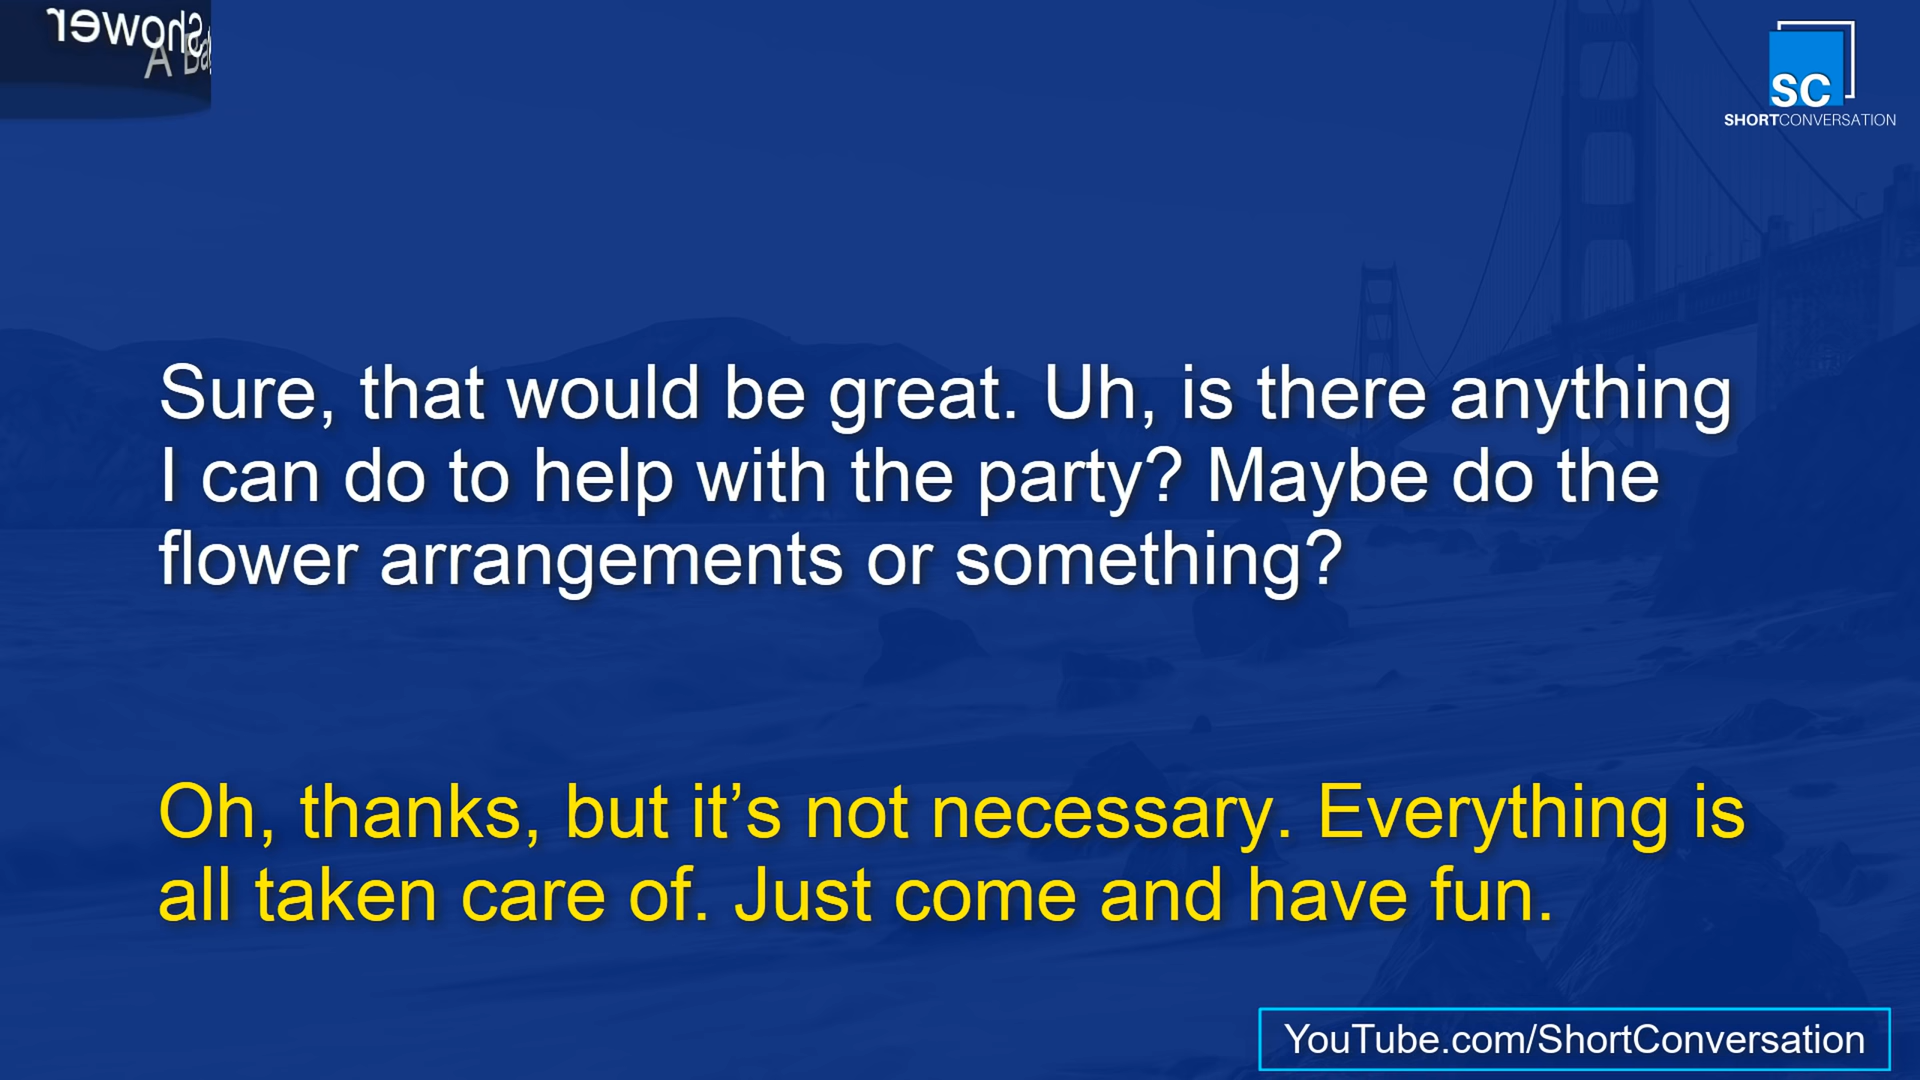 Shower
A Ba
SC
SHORTCONVERSATION
Sure, that would be great. Uh, is there anything
I can do to help with the party? Maybe do the
flower arrangements or something?
Oh, thanks, but it’s not necessary. Everything is
all taken care of. Just come and have fun.
YouTube.com/ShortConversation